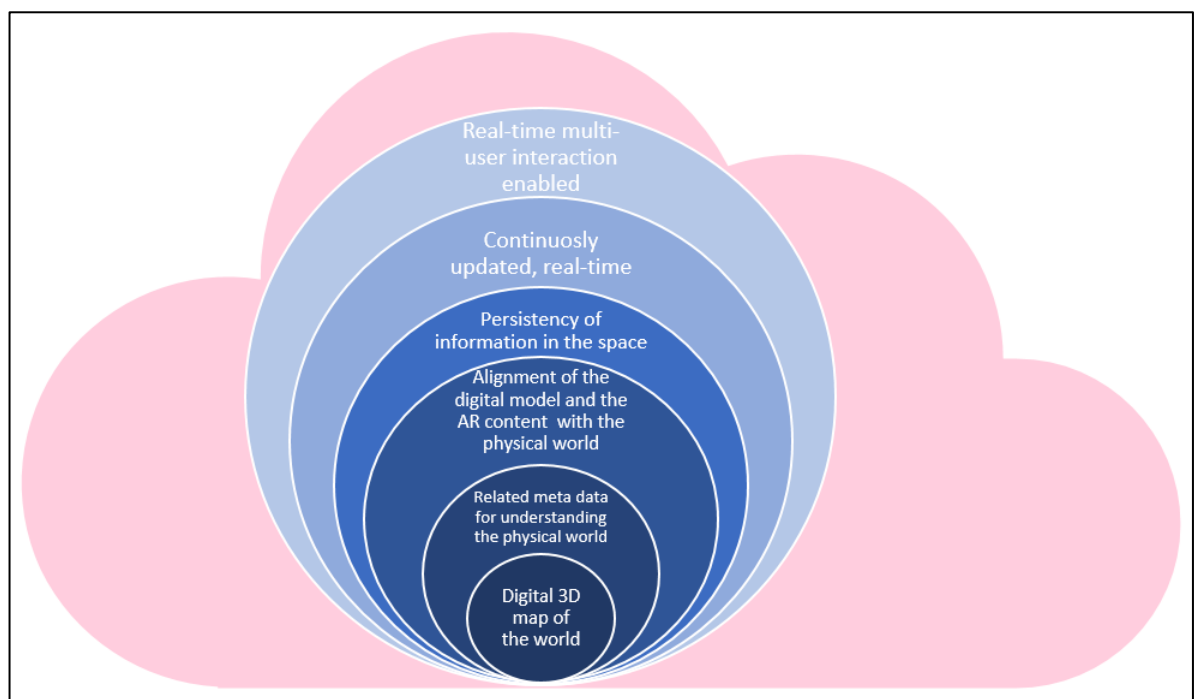 Real-time multi-
user interaction
enabled
Continuosly
updated, real-time
Persistency of
information in the space
Alignment of the
digital model and the
AR content  with the
physical world
Related meta data
for understanding
the physical world
Digital 3D
map of
the world